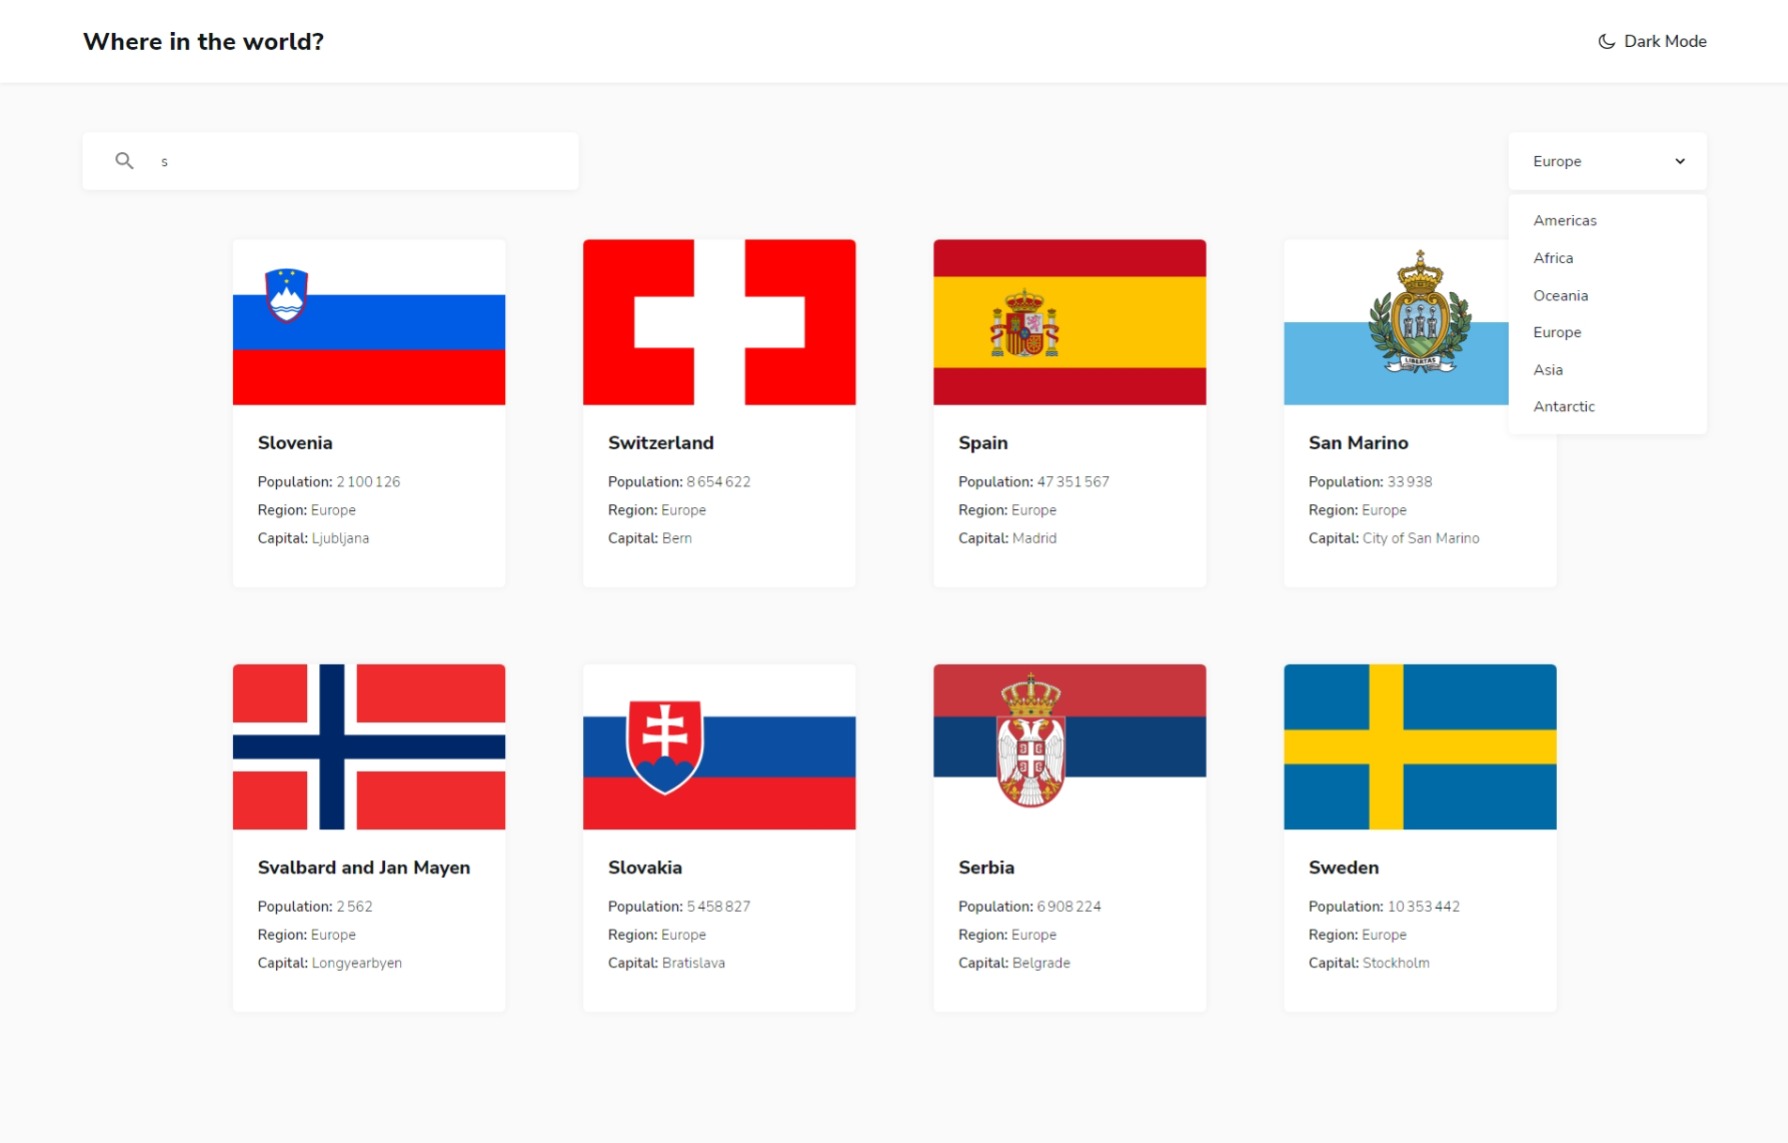 Where in the world?
Dark Mode
s
Europe
Americas
Africa
Oceania
Europe
Asia
Antarctic
LIBERTAS
Slovenia
Population: 2 100 126
Region: Europe
Capital: Ljubljana
Switzerland
Population: 8 654 622
Region: Europe
Capital: Bern
Spain
Population: 47 351 567
Region: Europe
Capital: Madrid
San Marino
Population: 33 938
Region: Europe
Capital: City of San Marino
Svalbard and Jan Mayen
Population: 2 562
Region: Europe
Capital: Longyearbyen
Slovakia
Population: 5 458 827
Region: Europe
Capital: Bratislava
Serbia
Population: 6 908 224
Region: Europe
Capital: Belgrade
Sweden
Population: 10 353 442
Region: Europe
Capital: Stockholm